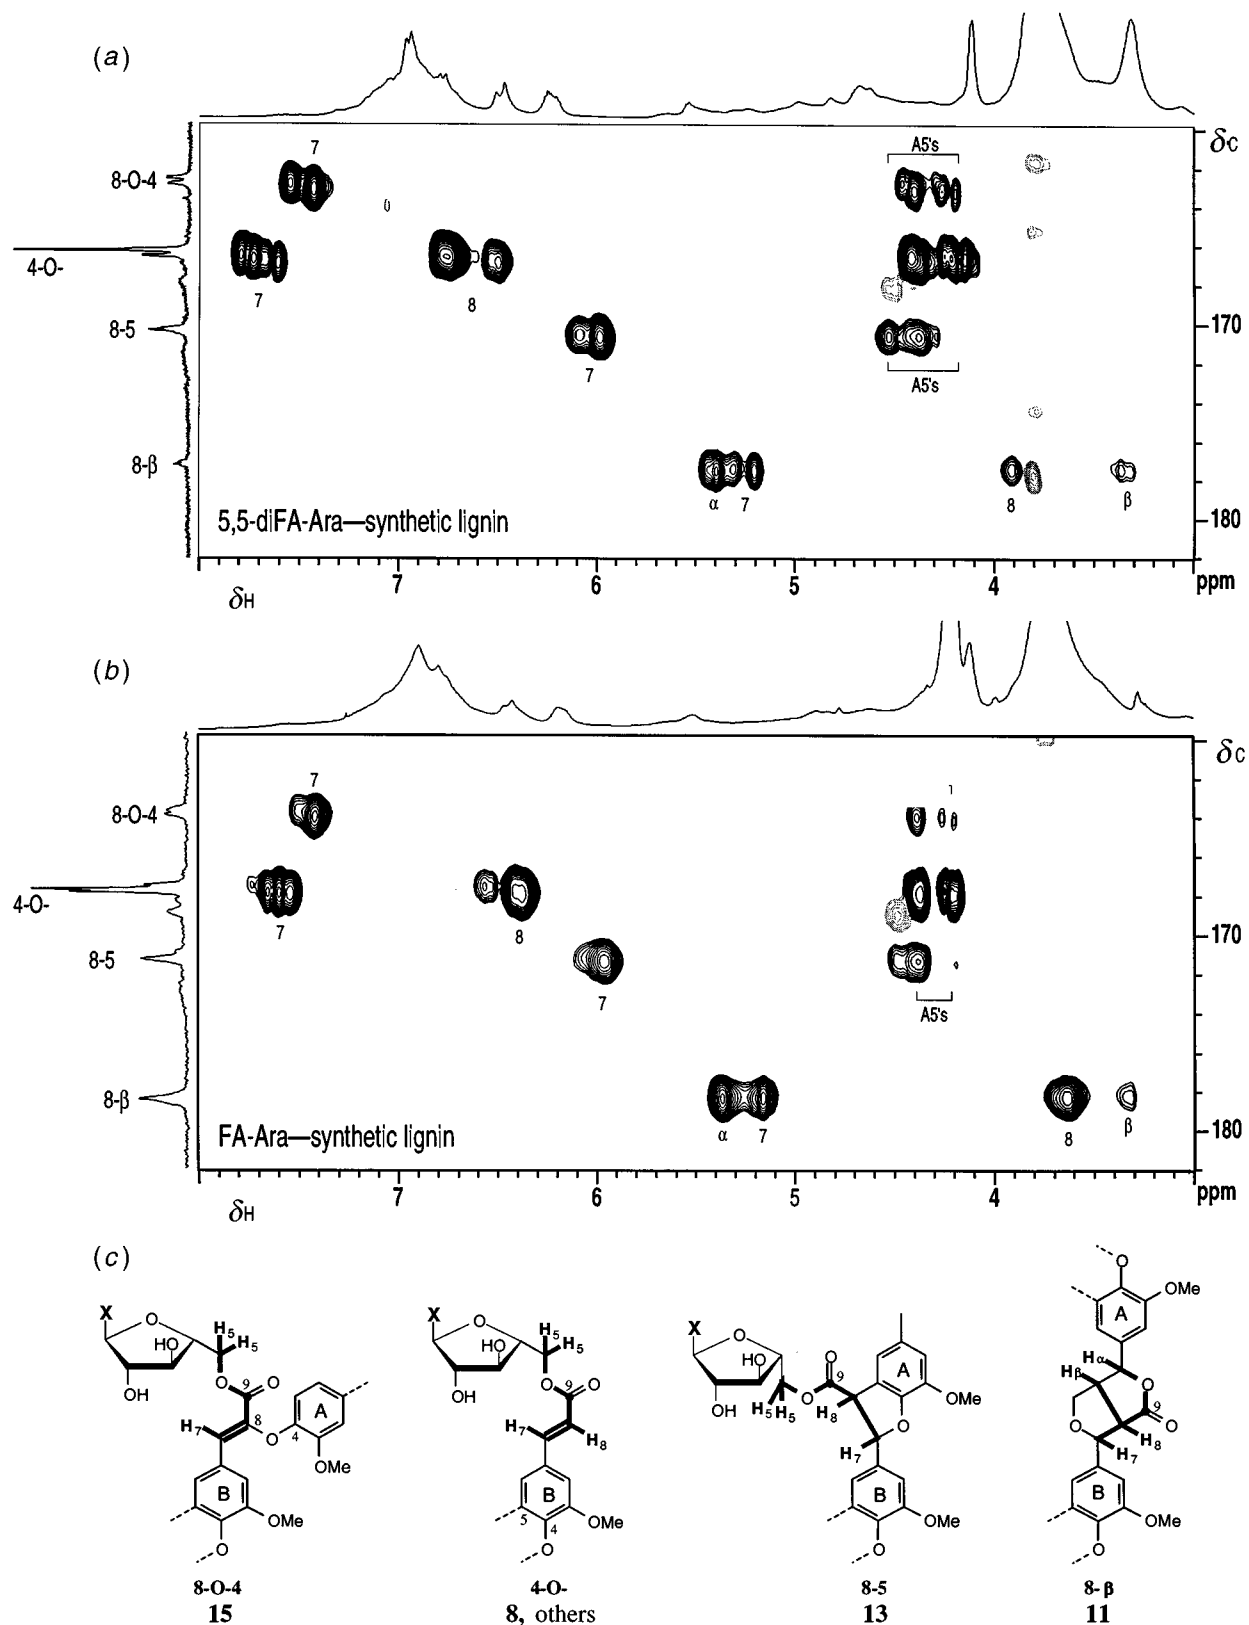 (a)
δC
8-O-4
4-O-
8-5
8-β
7
A5's
7
8
7
A5's
α
7
8
β
170
180
5,5-diFA-Ara—synthetic lignin
7
6
5
4
ppm
δH
(b)
δC
8-O-4
4-O-
8-5
8-β
7
7
8
7
A5's
α
7
8
β
170
180
FA-Ara—synthetic lignin
7
6
5
4
ppm
δH
(c)
X
O
HO
H5
H5
OH
O
9
O
H7
8
O
4
A
OMe
B
OMe
O
8-O-4
15
X
O
HO
H5
H5
OH
O
9
O
H7
H8
B
5
4
OMe
O
4-O-
8, others
X
O
HO
OH
H5
H5
O
O
9
H8
A
OMe
O
H7
B
OMe
O
8-5
13
O
A
OMe
Hα
Hβ
O
9
O
O
H8
H7
B
OMe
O
8-β
11